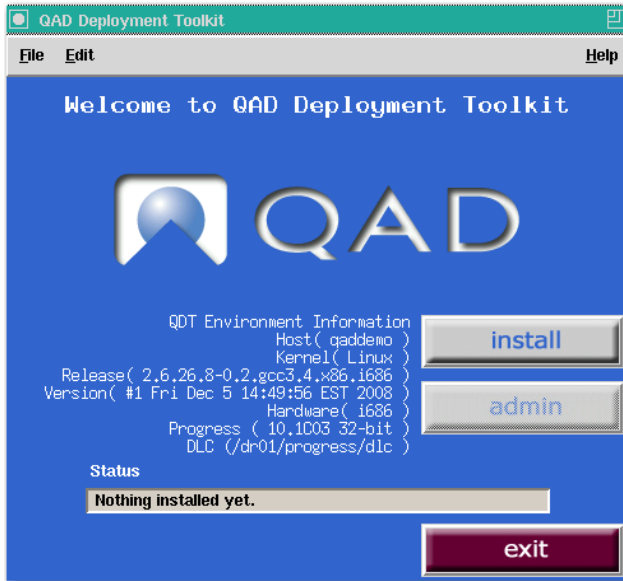 QAD Deployment Toolkit
File Edit Help
Welcome to QAD Deployment Toolkit
QAD
QDT Environment Information
Host( qaddemo )
Kernel( Linux )
Release( 2.6.26.8-0.2.gcc3.4.x86.i686 )
Version( #1 Fri Dec 5 14:49:56 EST 2008 )
Hardware( i686 )
Progress ( 10.1C03 32-bit )
DLC (/dr01/progress/dlc )
install
admin
Status
Nothing installed yet.
exit